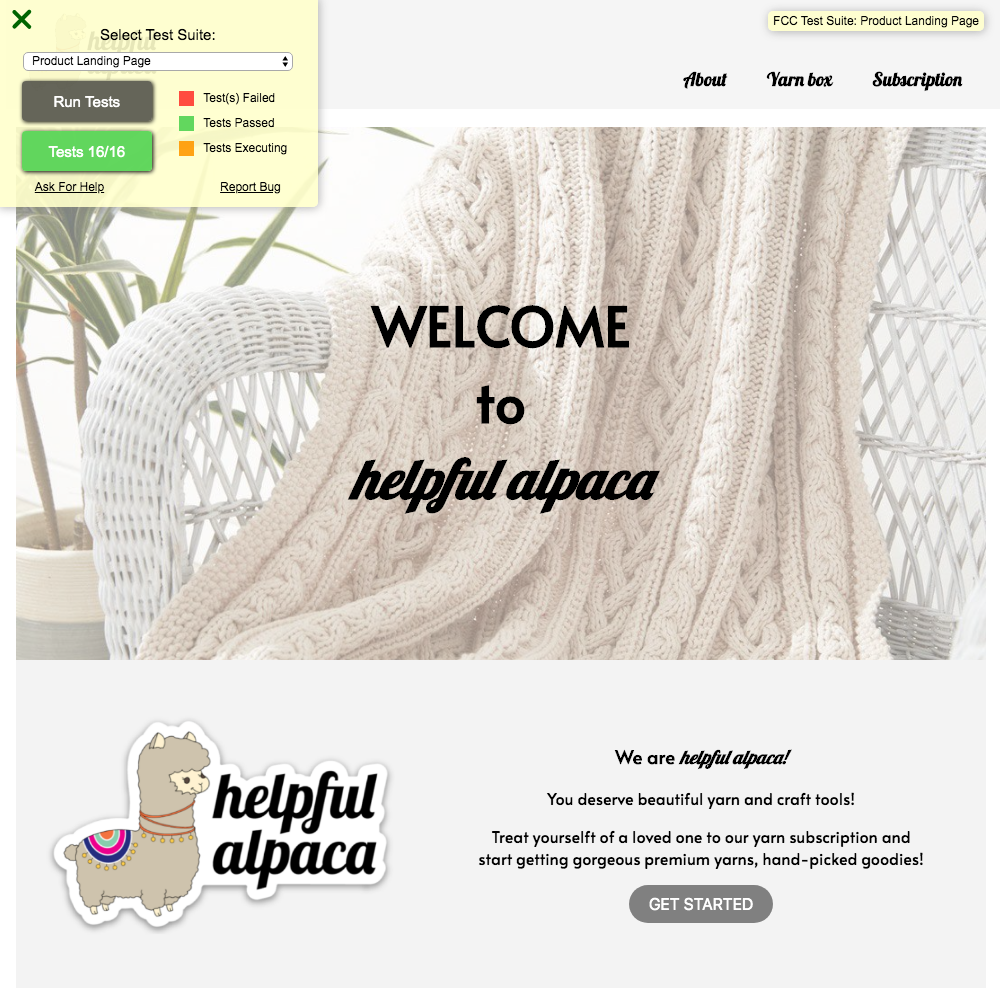 Select Test Suite:
Product Landing Page
Run Tests
Test(s) Failed
Tests Passed
Tests 16/16
Tests Executing
Ask For Help
Report Bug
helpful
FCC Test Suite: Product Landing Page
About
Yarn box
Subscription
WELCOME
to
helpful alpaca
helpful
alpaca
We are helpful alpaca!
You deserve beautiful yarn and craft tools!
Treat yourselft of a loved one to our yarn subscription and
start getting gorgeous premium yarns, hand-picked goodies!
GET STARTED